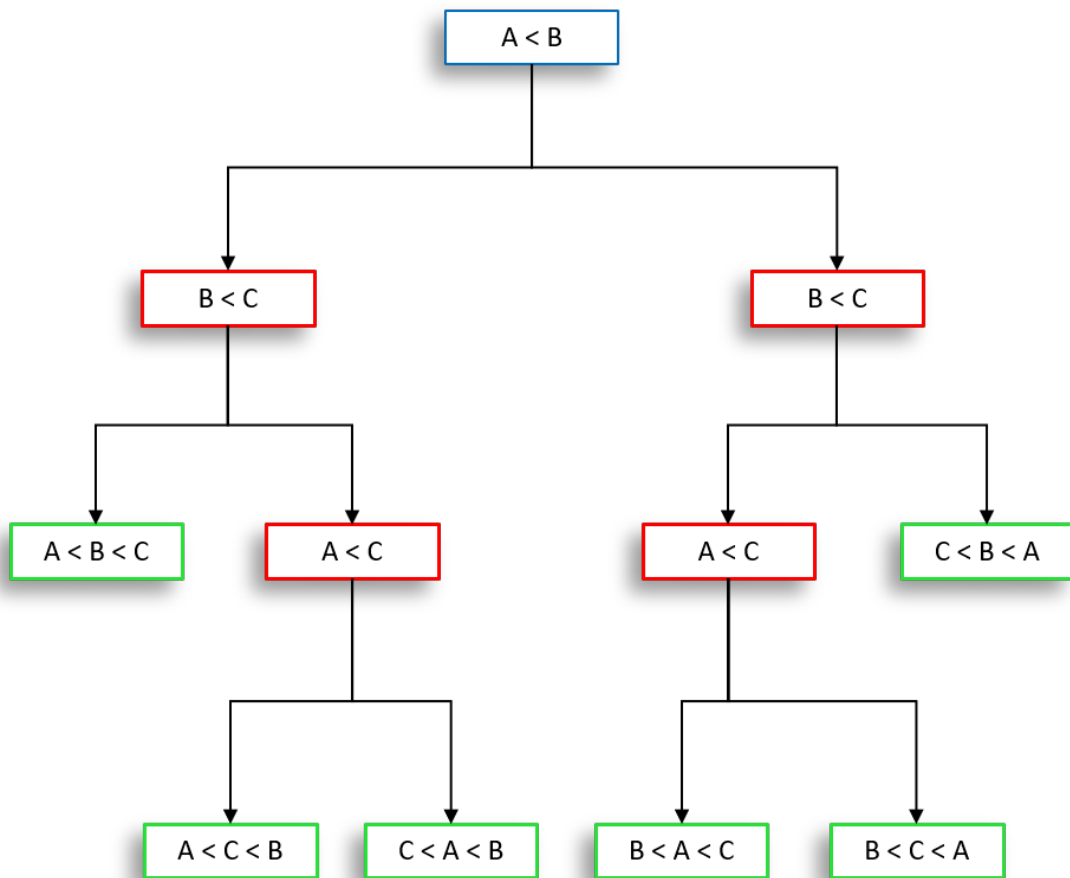 A < B
B < C
B < C
A < B < C
A < C
A < C
C < B < A
A < C < B
C < A < B
B < A < C
B < C < A